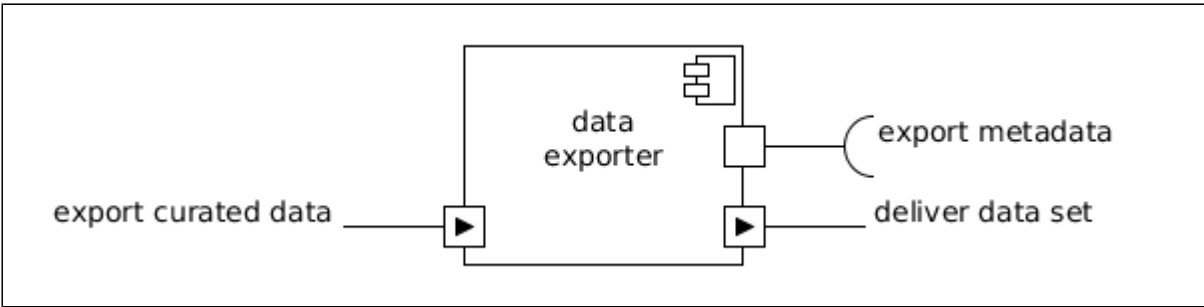 data
exporter
export metadata
export curated data
deliver data set